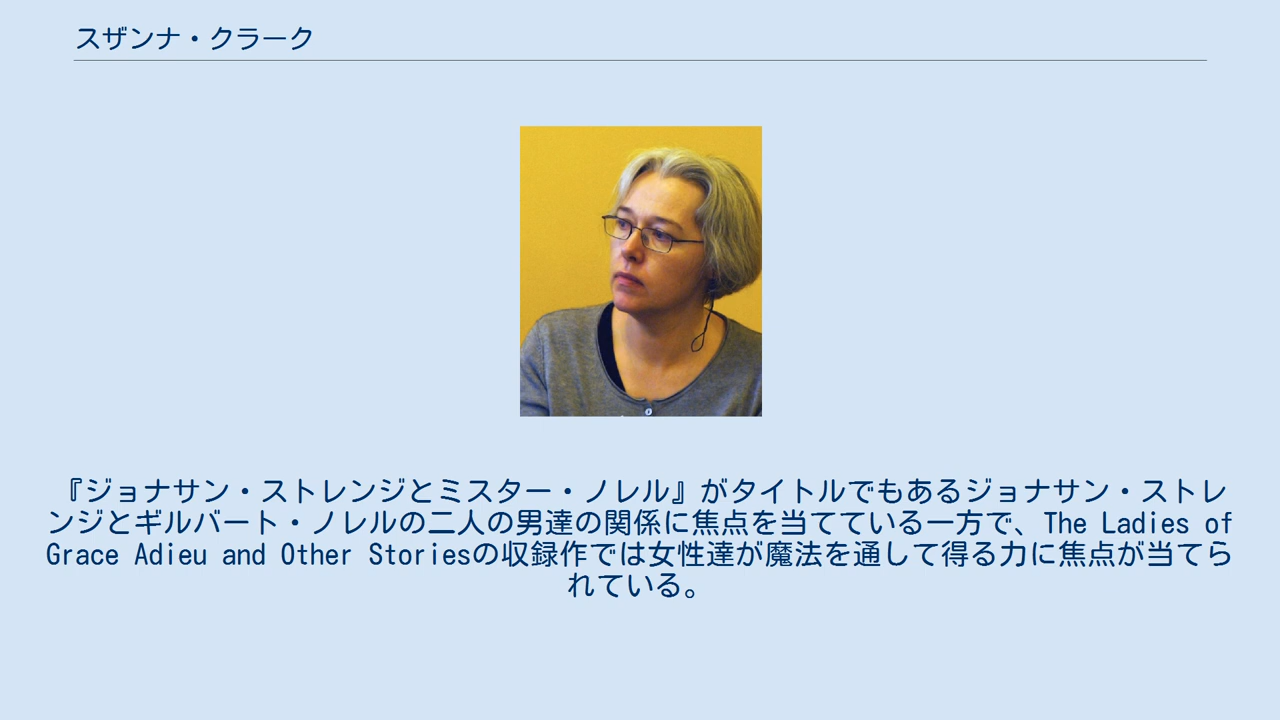 スザンナ・クラーク
『ジョナサン・ストレンジとミスター・ノレル』がタイトルでもあるジョナサン・ストレ
ンジとギルバート・ノレルの二人の男達の関係に焦点を当てている一方で、The Ladies of
Grace Adieu and Other Storiesの収録作では女性達が魔法を通して得る力に焦点が当てら
れている。